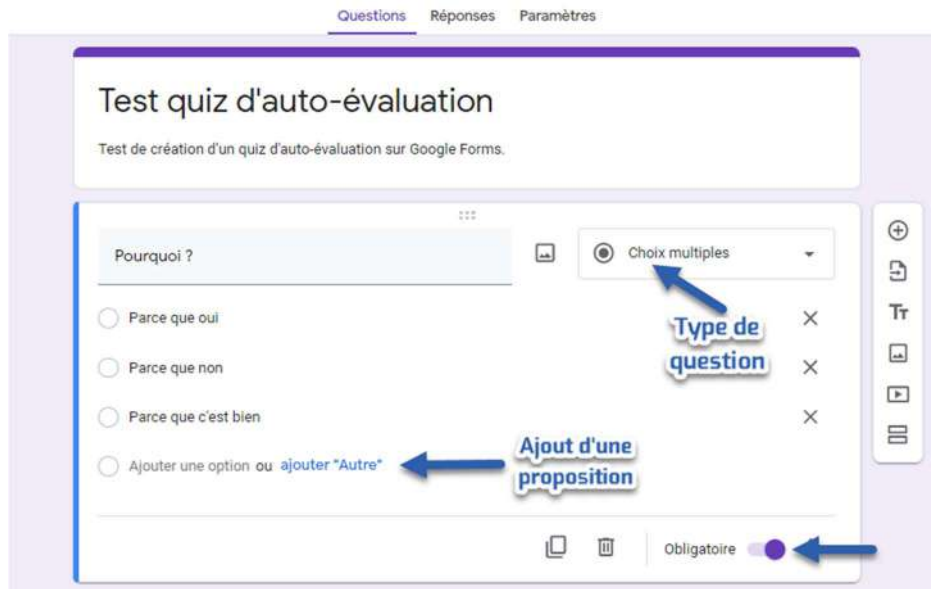 Questions Réponses Paramètres
Test quiz d'auto-évaluation
Test de création d'un quiz d'auto-évaluation sur Google Forms.
Pourquoi ?
Choix multiples
Parce que oui
Type de
question
Parce que non
Parce que c'est bien
Ajouter une option ou ajouter "Autre"
Ajout d'une
proposition
Obligatoire
Tт